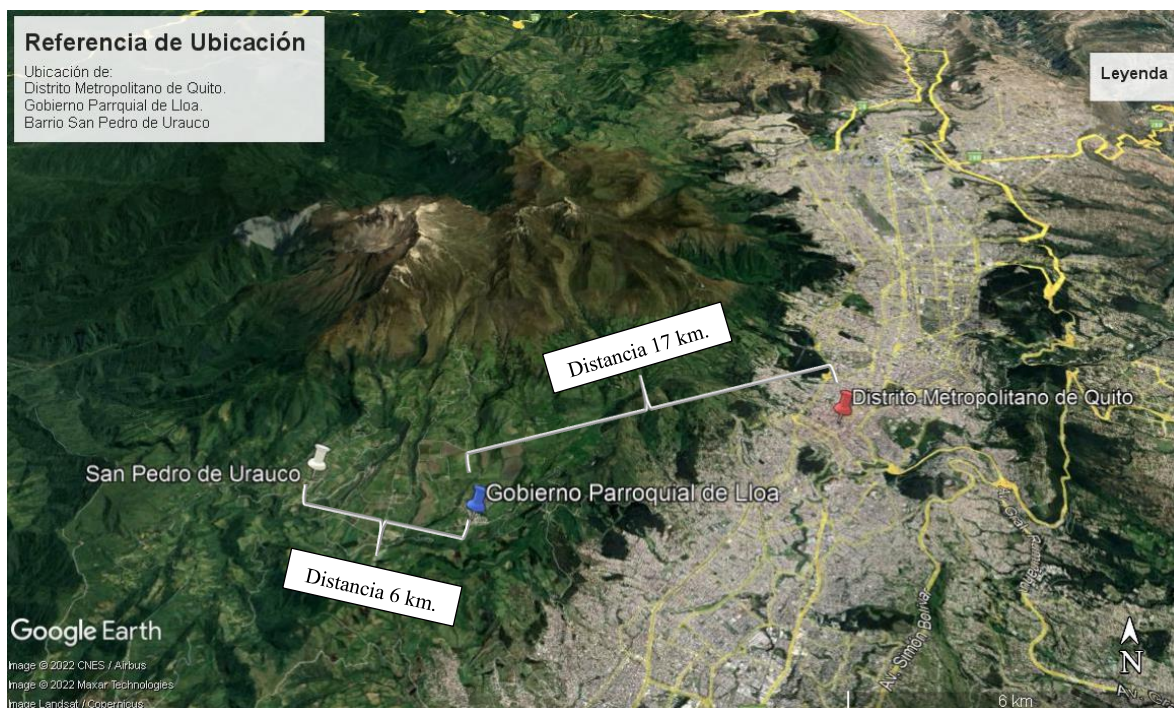 Referencia de Ubicación
Ubicación de:
Distrito Metropolitano de Quito.
Gobierno Parrquial de Lloa.
Barrio San Pedro de Urauco
Leyenda
Distancia 17 km.
Distrito Metropolitano de Quito
San Pedro de Urauco
Gobierno Parroquial de Lloa
Distancia 6 km.
Av. Simón Bolívar
Av. Gral.
Google Earth
Image © 2022 CNES / Airbus
Image © 2022 Maxar Technologies
Image Landsat / Copernicus
N
6 km